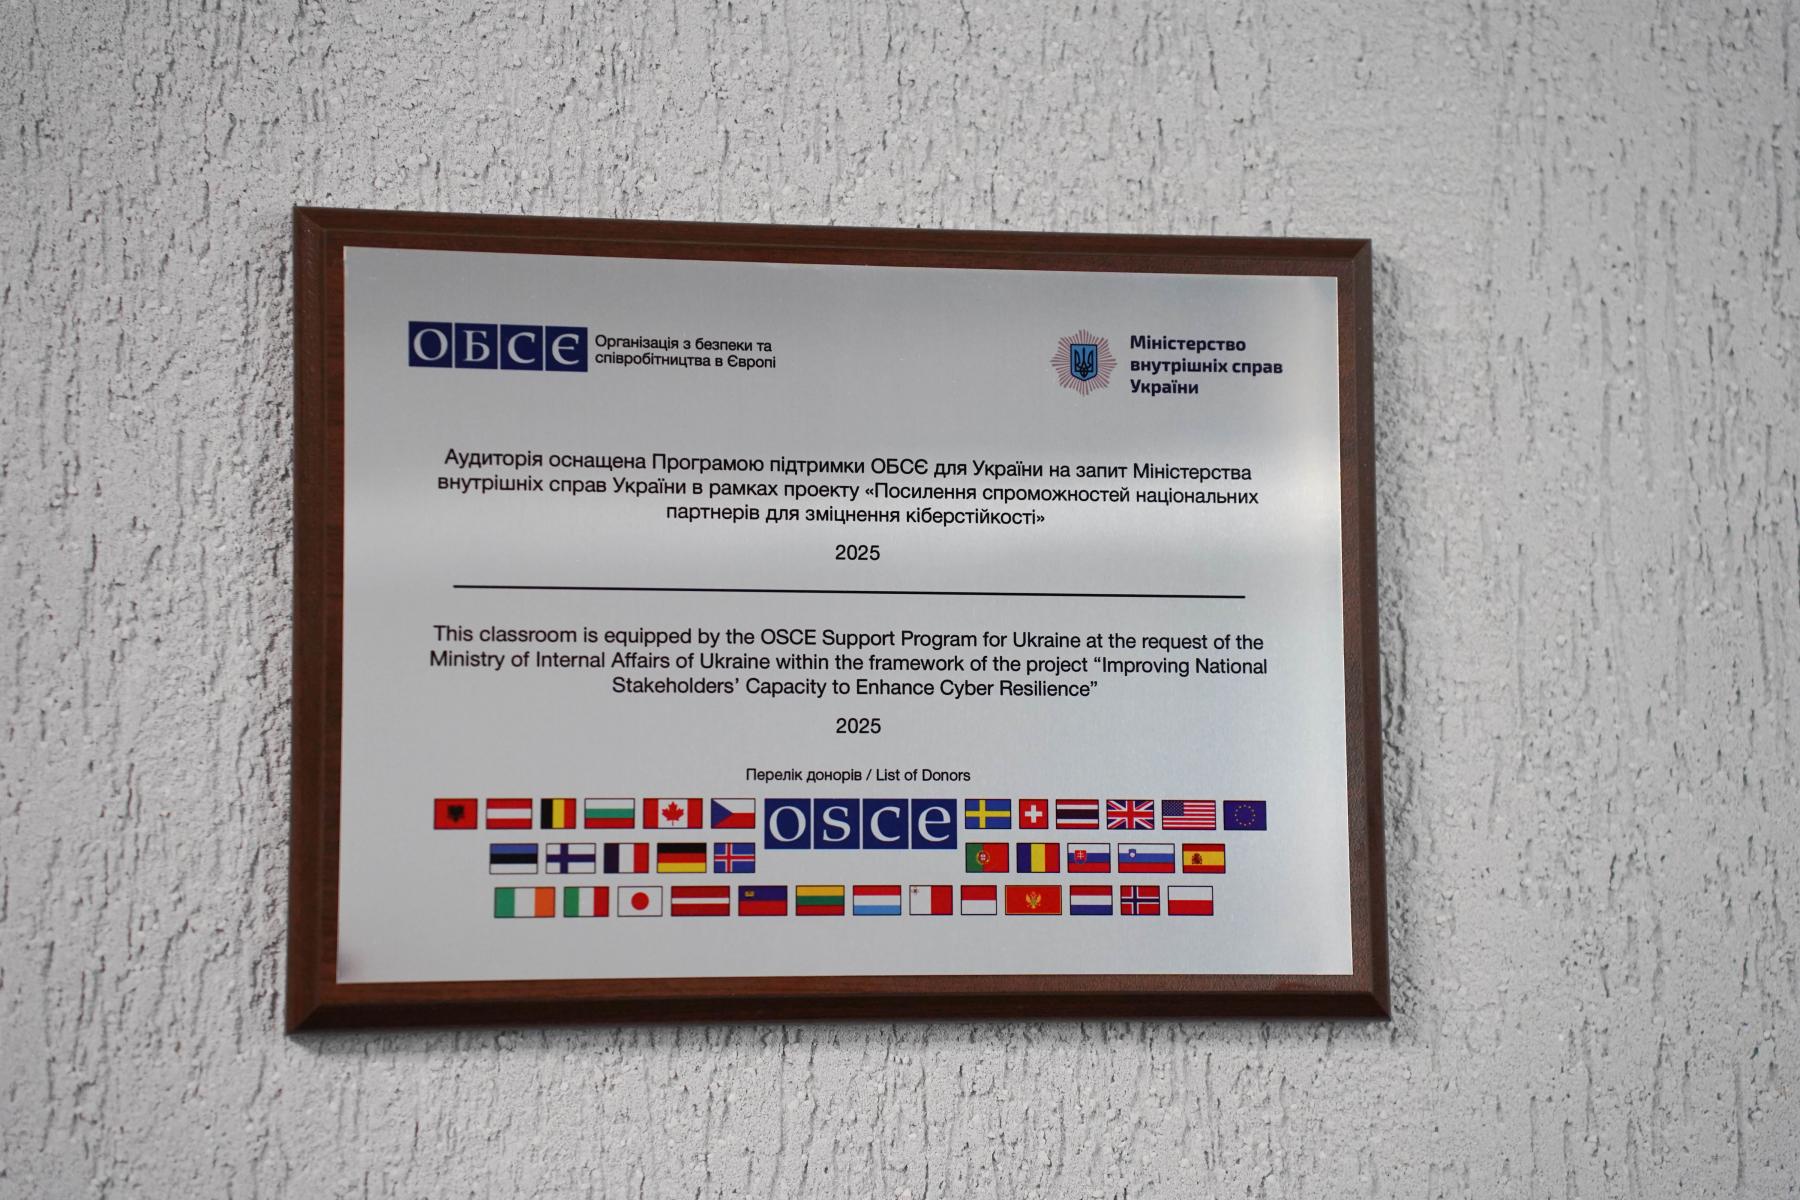 ОБСЄ
Організація з безпеки та
співробітництва в Європі
Міністерство
внутрішніх справ
України
Аудиторія оснащена Програмою підтримки ОБСЄ для України на запит Міністерства
внутрішніх справ України в рамках проекту «Посилення спроможностей національних
партнерів для зміцнення кіберстійкості»
2025
This classroom is equipped by the OSCE Support Program for Ukraine at the request of the
Ministry of Internal Affairs of Ukraine within the framework of the project “Improving National
Stakeholders’ Capacity to Enhance Cyber Resilience”
2025
Перелік донорів / List of Donors
osce